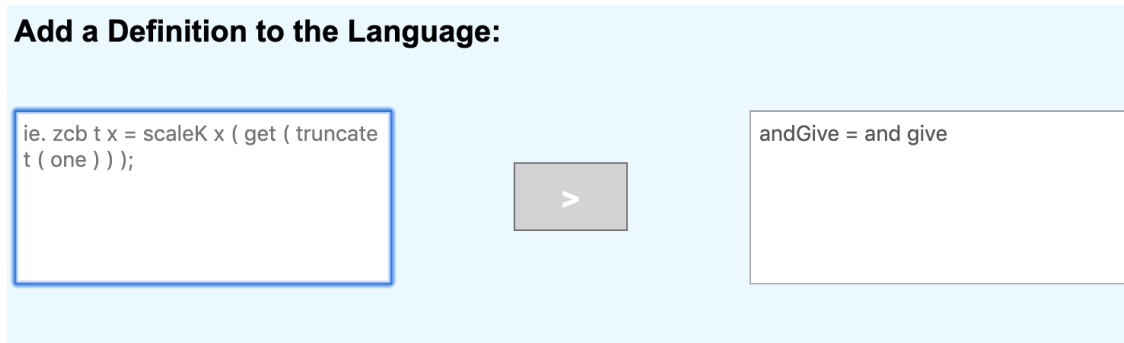 Add a Definition to the Language:
ie. zcb t x = scaleK x ( get ( truncate
t ( one ) ) );
>
andGive = and give